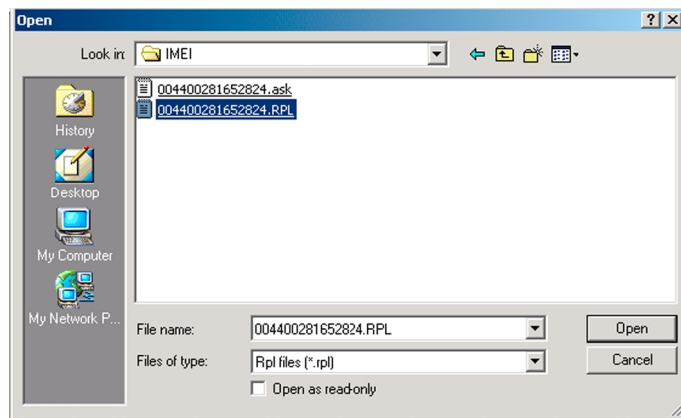 Open
Look in:
IMEI
004400281652824.ask
004400281652824.RPL
History
Desktop
My Computer
My Network P...
File name:
004400281652824.RPL
Open
Files of type:
Rpl files (*.rpl)
Cancel
Open as read-only